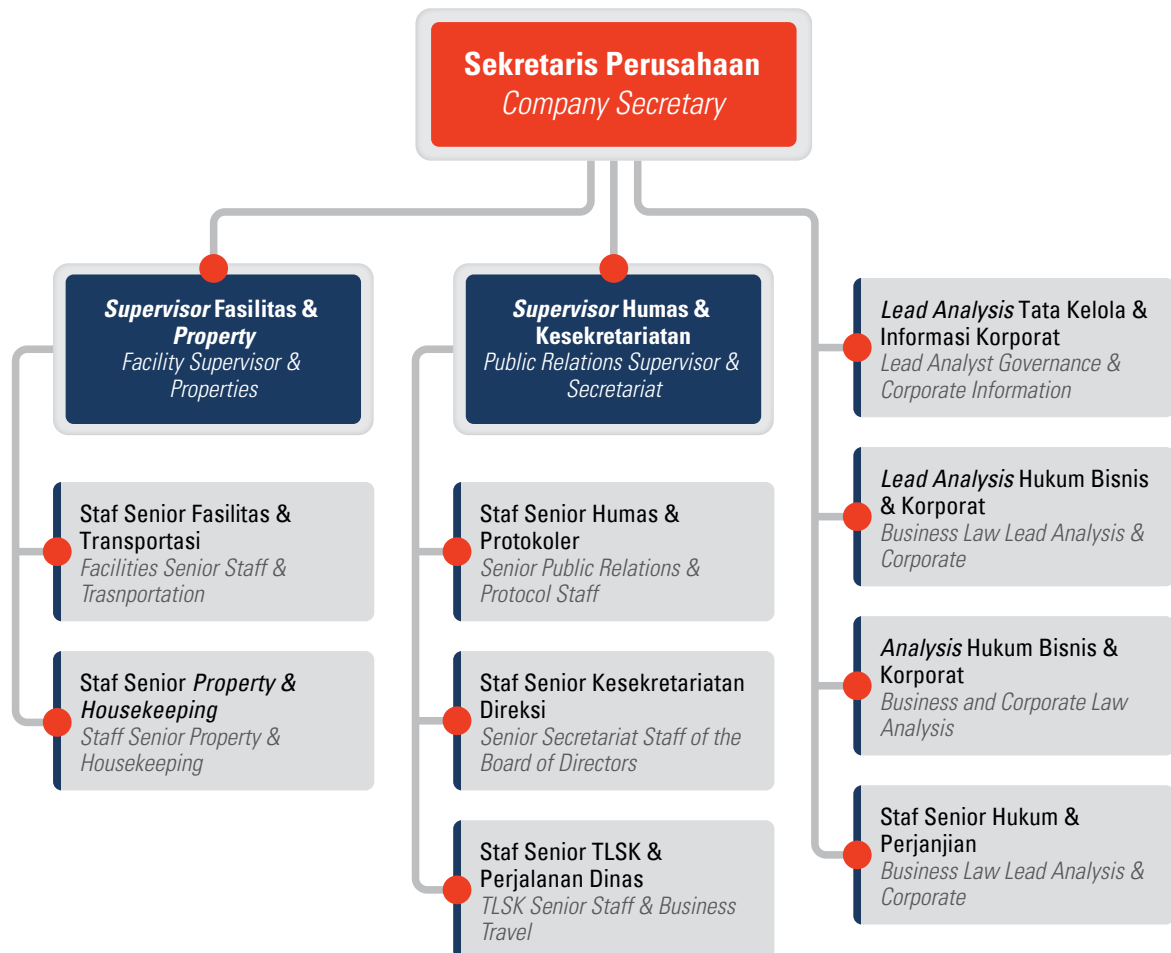 Sekretaris Perusahaan
Company Secretary
Supervisor Fasilitas &
Property
Facility Supervisor &
Properties
Staf Senior Fasilitas &
Transportasi
Facilities Senior Staff &
Trasnportation
Staf Senior Property &
Housekeeping
Staff Senior Property &
Housekeeping
Supervisor Humas &
Kesekretariatan
Public Relations Supervisor &
Secretariat
Staf Senior Humas &
Protokoler
Senior Public Relations &
Protocol Staff
Staf Senior Kesekretariatan
Direksi
Senior Secretariat Staff of the
Board of Directors
Staf Senior TLSK &
Perjalanan Dinas
TLSK Senior Staff & Business
Travel
Lead Analysis Tata Kelola &
Informasi Korporat
Lead Analyst Governance &
Corporate Information
Lead Analysis Hukum Bisnis
& Korporat
Business Law Lead Analysis &
Corporate
Analysis Hukum Bisnis &
Korporat
Business and Corporate Law
Analysis
Staf Senior Hukum &
Perjanjian
Business Law Lead Analysis &
Corporate